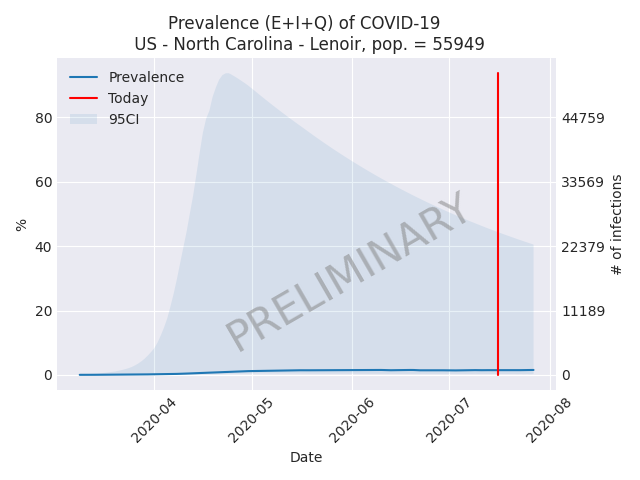 Prevalence (E+I+Q) of COVID-19
US - North Carolina - Lenoir, pop. = 55949
Prevalence
Today
95CI
80
60
40
20
0
%
44759
33569
22379
11189
0
# of infections
PRELIMINARY
2020-04
2020-05
2020-06
2020-07
2020-08
Date